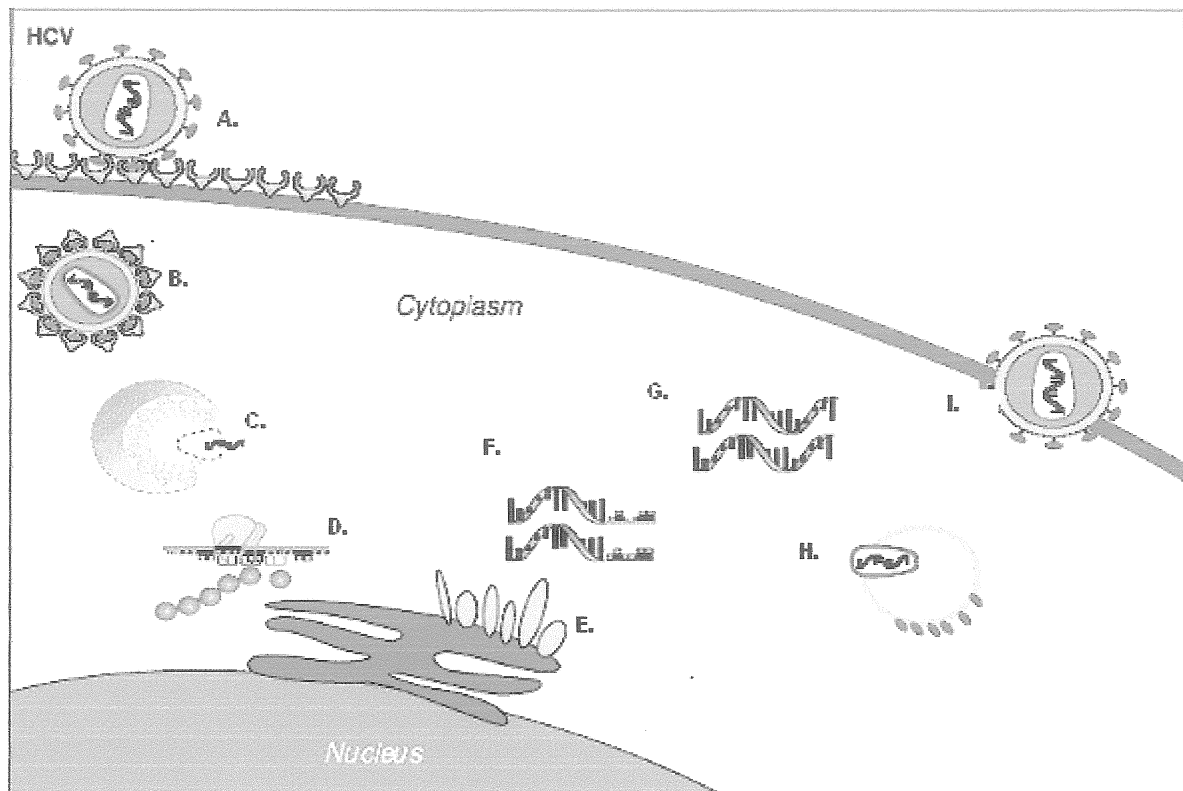 HCV
A.
B.
Cytoplasm
C.
G.
I.
F.
D.
H.
E.
Nucleus